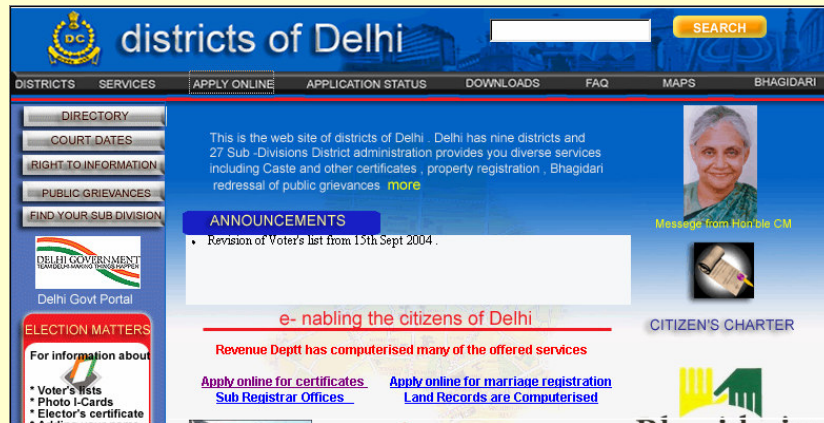 DC
districts of Delhi
SEARCH
DISTRICTS SERVICES APPLY ONLINE APPLICATION STATUS DOWNLOADS FAQ MAPS BHAGIDARI
DIRECTORY
COURT DATES
RIGHT TO INFORMATION
PUBLIC GRIEVANCES
FIND YOUR SUB DIVISION
DELHI GOVERNMENT
TEAM DELHI-MAKING THINGS HAPPEN
Delhi Govt Portal
ELECTION MATTERS
For information about
* Voter's lists
* Photo I-Cards
* Elector's certificate
This is the web site of districts of Delhi . Delhi has nine districts and
27 Sub -Divisions District administration provides you diverse services
including Caste and other certificates , property registration , Bhagidari
redressal of public grievances more
ANNOUNCEMENTS
• Revision of Voter's list from 15th Sept 2004 .
e- nabling the citizens of Delhi
Revenue Deptt has computerised many of the offered services
Apply online for certificates Apply online for marriage registration
Sub Registrar Offices Land Records are Computerised
Messege from Hon'ble CM
CITIZEN'S CHARTER